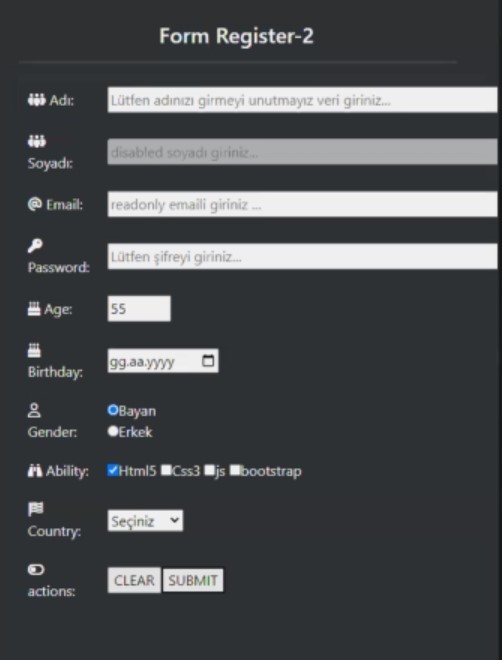 Form Register-2
Adı: Lütfen adınızı girmeyi unutmayız veri giriniz...
Soyadı: disabled soyadı giriniz...
Email: readonly emaili giriniz ...
Password: Lütfen şifreyi giriniz...
Age: 55
Birthday: gg.aa.yyyy
Gender: Bayan
Erkek
Ability: Html5 Css3 js bootstrap
Country: Seçiniz
actions: CLEAR SUBMIT